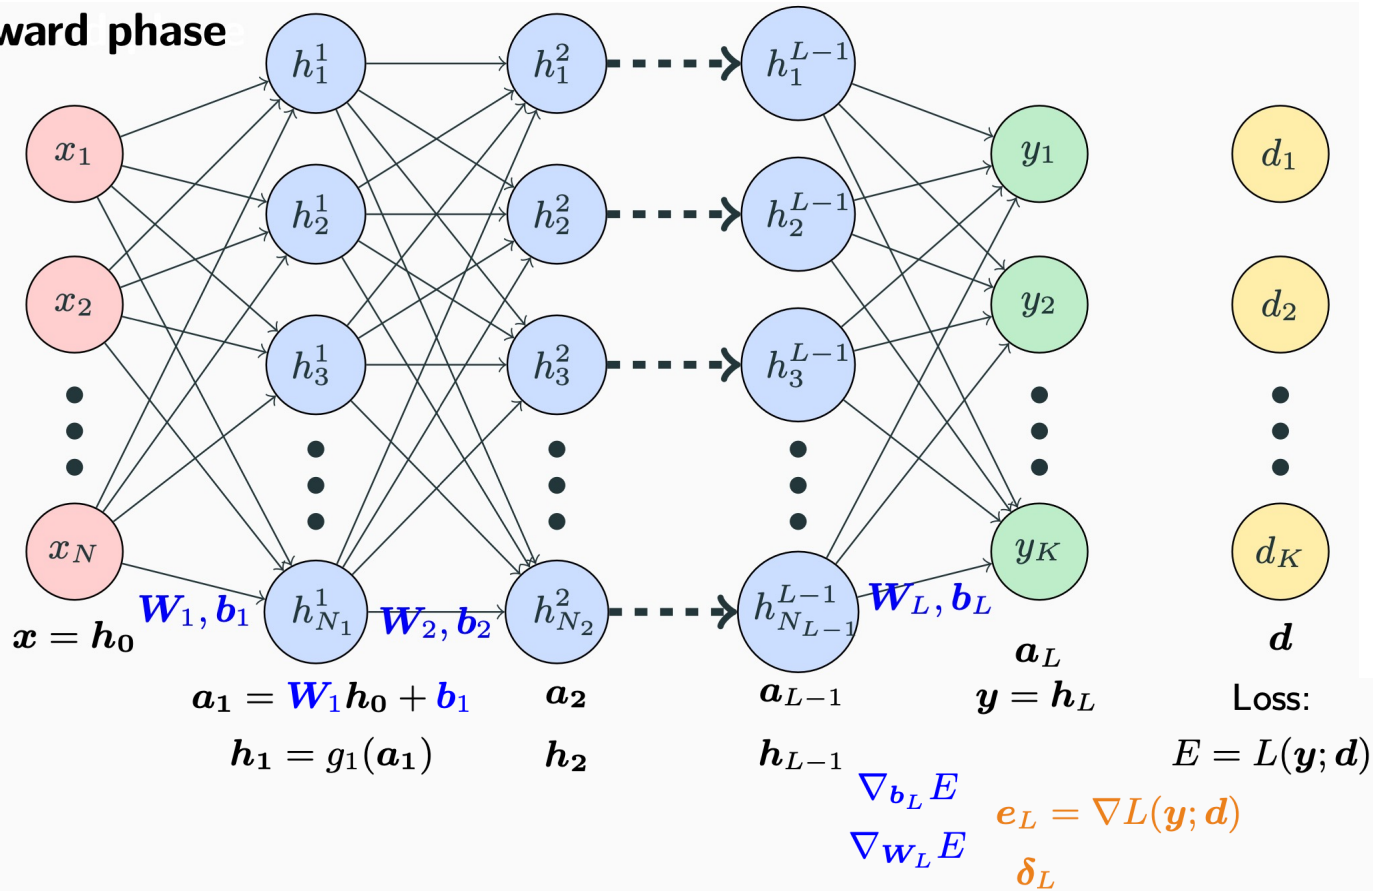 ward phase
h_1^1 h_1^2 h_1^{L-1}
x_1 y_1 d_1
h_2^1 h_2^2 h_2^{L-1}
x_2 y_2 d_2
h_3^1 h_3^2 h_3^{L-1}
x_N y_K d_K
h_{N_1}^1 h_{N_2}^2 h_{N_{L-1}}^{L-1}
W_1, b_1 W_2, b_2 W_L, b_L
x = h_0 a_L d
a_1 = W_1 h_0 + b_1 a_2 a_{L-1} y = h_L Loss:
h_1 = g_1(a_1) h_2 h_{L-1} E = L(y; d)
∇_{b_L} E e_L = ∇L(y; d)
∇_{W_L} E δ_L